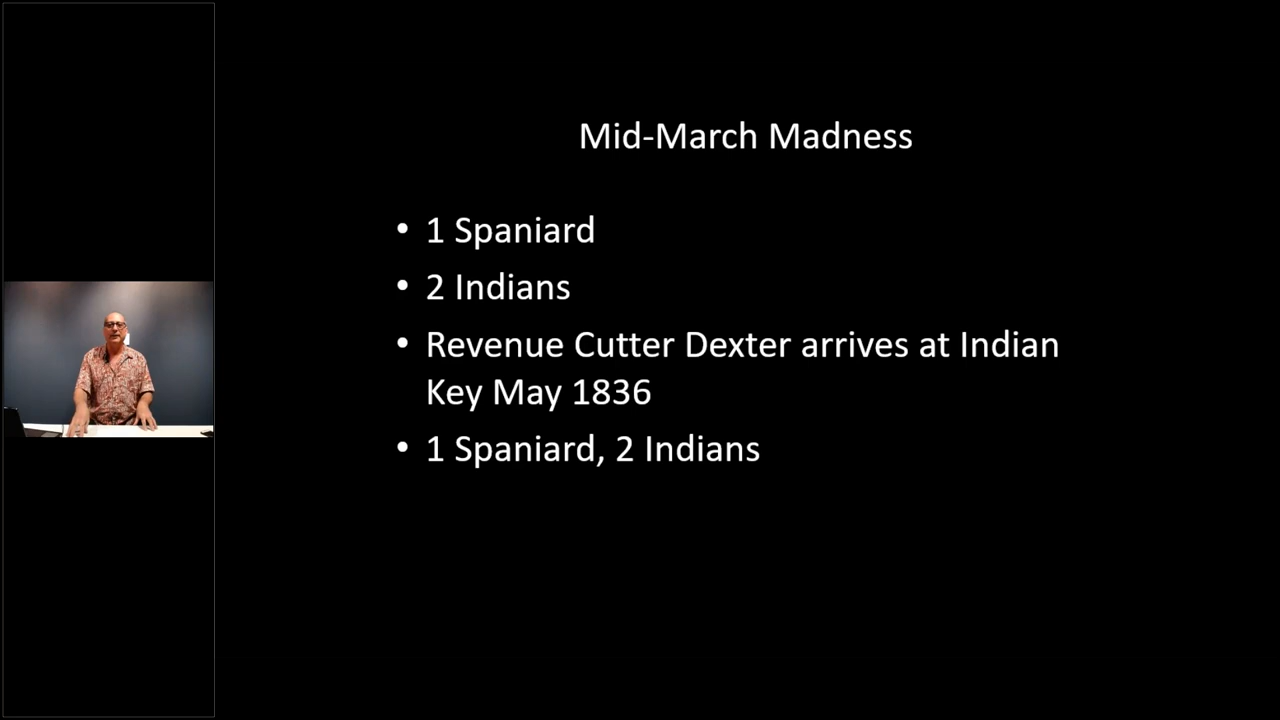 Mid-March Madness
• 1 Spaniard
• 2 Indians
• Revenue Cutter Dexter arrives at Indian
Key May 1836
• 1 Spaniard, 2 Indians